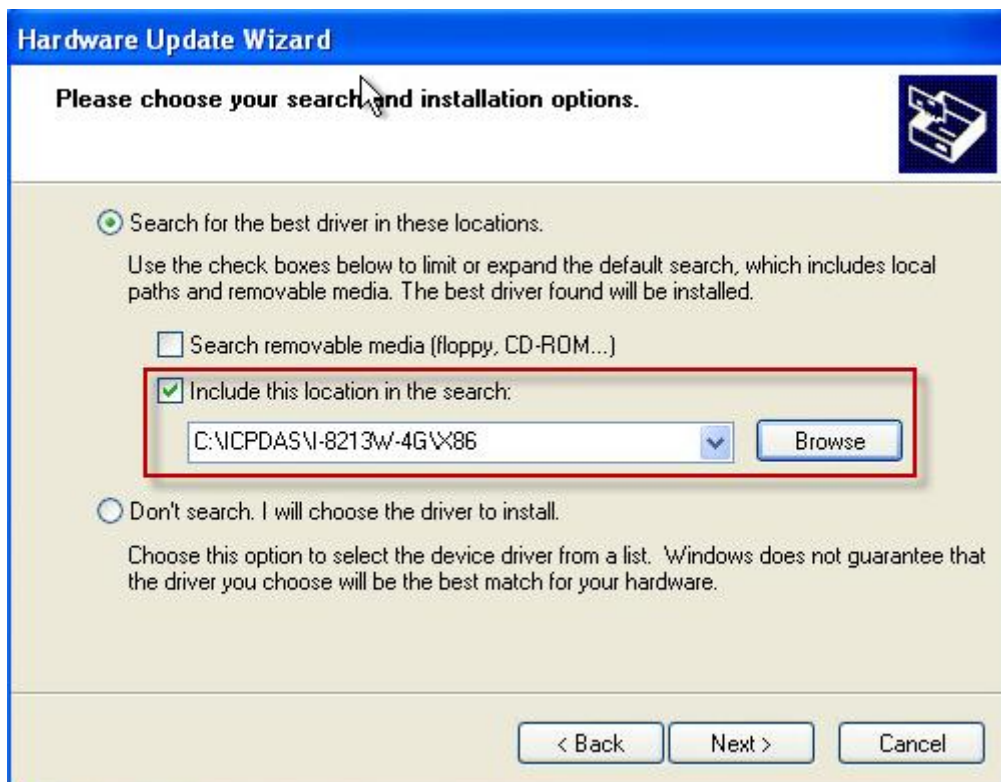 Hardware Update Wizard
Please choose your search and installation options.
Search for the best driver in these locations.
Use the check boxes below to limit or expand the default search, which includes local
paths and removable media. The best driver found will be installed.
Search removable media (floppy, CD-ROM...)
Include this location in the search:
C:\ICPDAS\I-8213W-4G\X86
Browse
Don't search. I will choose the driver to install.
Choose this option to select the device driver from a list. Windows does not guarantee that
the driver you choose will be the best match for your hardware.
< Back Next > Cancel